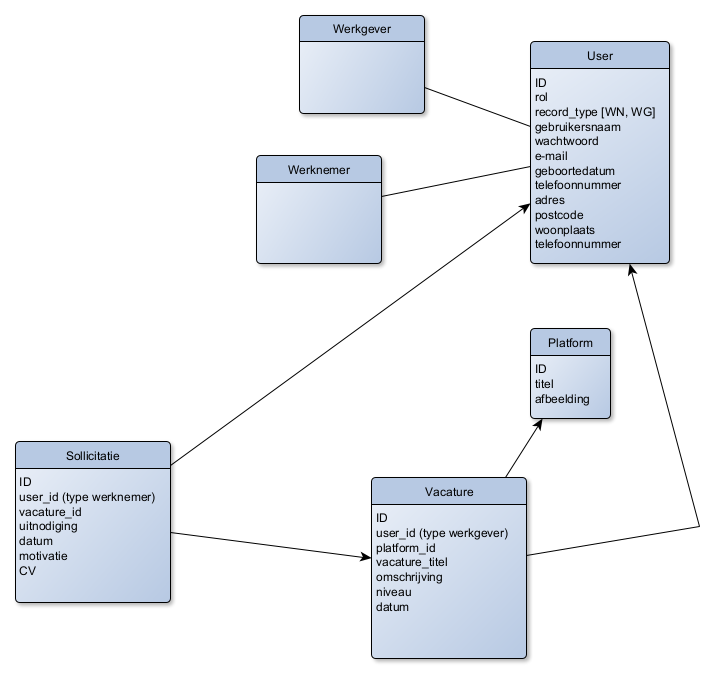 Werkgever
User
ID
rol
record_type [WN, WG]
gebruikersnaam
wachtwoord
e-mail
geboortedatum
telefoonnummer
adres
postcode
woonplaats
telefoonnummer
Werknemer
Platform
ID
titel
afbeelding
Sollicitatie
ID
user_id (type werknemer)
vacature_id
uitnodiging
datum
motivatie
CV
Vacature
ID
user_id (type werkgever)
platform_id
vacature_titel
omschrijving
niveau
datum